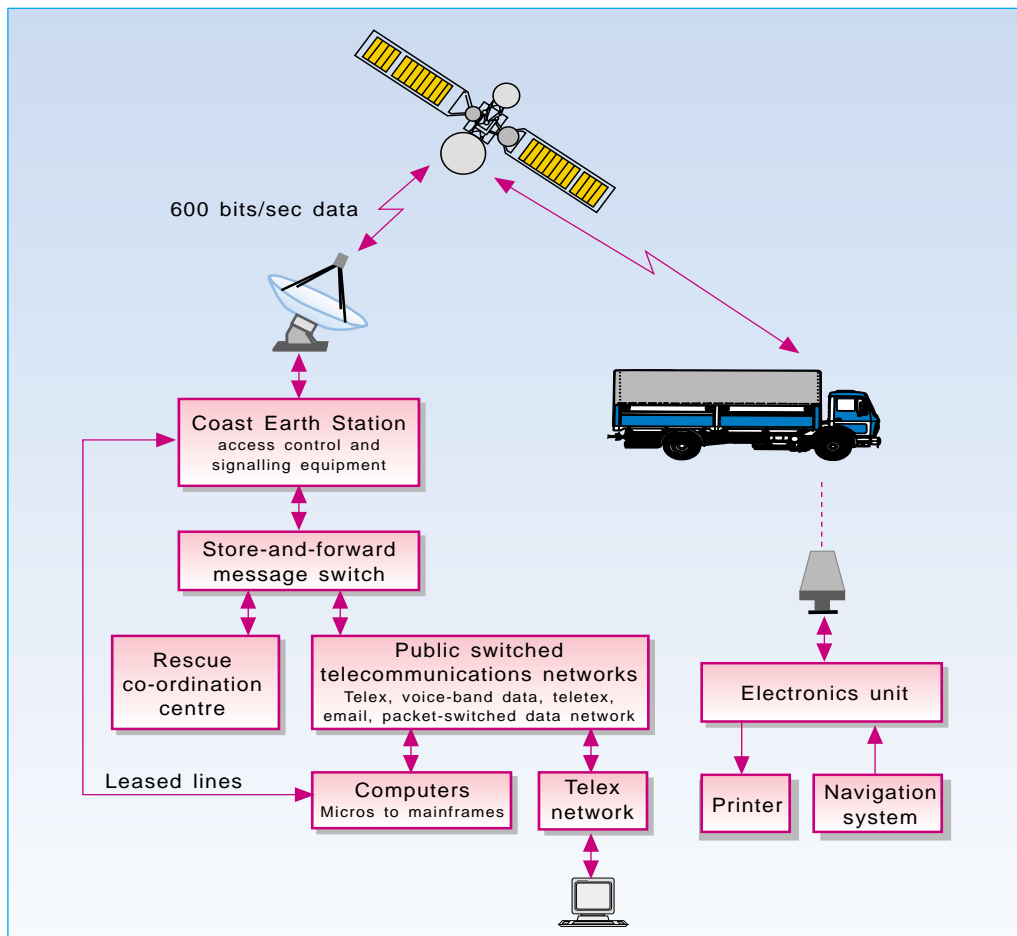 600 bits/sec data
Coast Earth Station
access control and
signalling equipment
Store-and-forward
message switch
Rescue
co-ordination
centre
Public switched
telecommunications networks
Telex, voice-band data, teletex,
email, packet-switched data network
Electronics unit
Leased lines
Computers
Micros to mainframes
Telex
network
Printer
Navigation
system